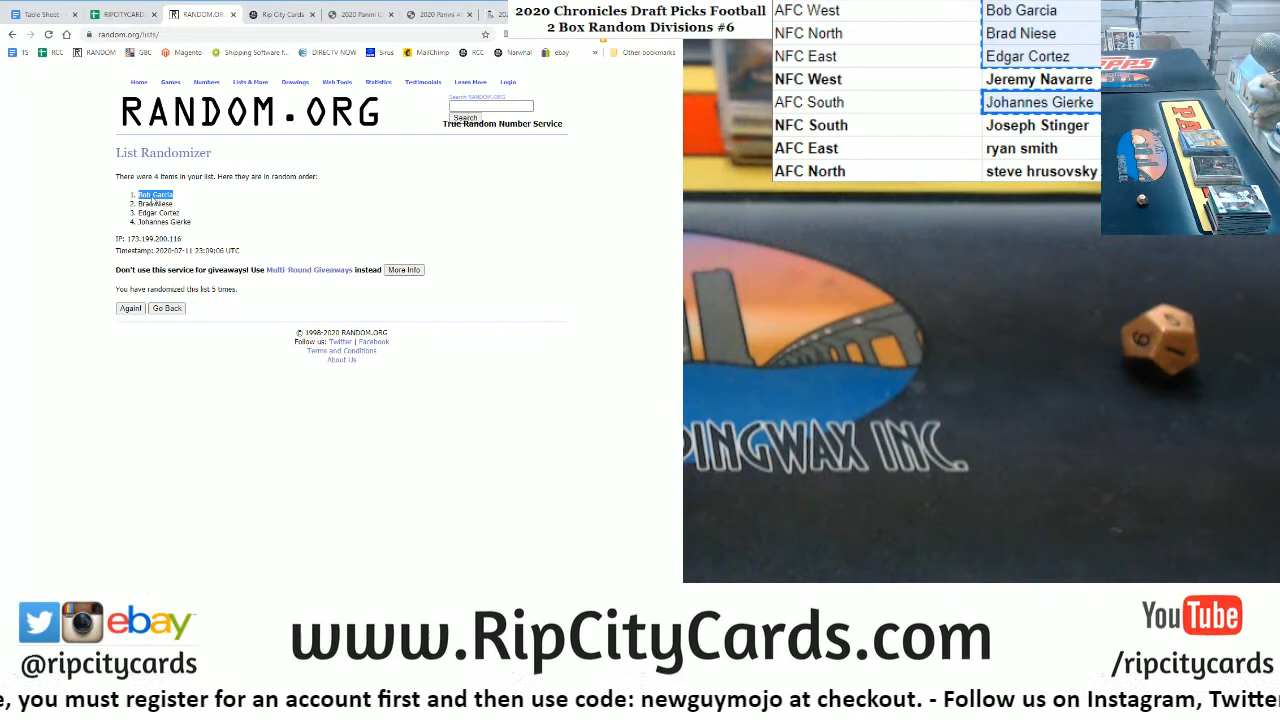 Table Sheet
RIPCITYCARDS
RANDOM.OR
Rip City Cards
2020 Panini C
2020 Panini
random.org/lists/
TS
RCC
RANDOM
GBC
Magento
Shipping Software f...
DIRECTV NOW
Sirus
MailChimp
RCC
Narwhal
ebay
»
Other bookmarks
2020 Chronicles Draft Picks Football
2 Box Random Divisions #6
AFC West Bob Garcia
NFC North Brad Niese
NFC East Edgar Cortez
NFC West Jeremy Navarre
AFC South Johannes Gierke
NFC South Joseph Stinger
AFC East ryan smith
AFC North steve hrusovsky
Home Games Numbers Lists & More Drawings Web Tools Statistics Testimonials Learn More Login
RANDOM.ORG
Search RANDOM.ORG
Search
True Random Number Service
List Randomizer
There were 4 items in your list. Here they are in random order:
1. Bob Garcia
2. Brad Niese
3. Edgar Cortez
4. Johannes Gierke
IP: 173.199.200.116
Timestamp: 2020-07-11 23:09:06 UTC
Don't use this service for giveaways! Use Multi Round Giveaways instead More Info
You have randomized this list 5 times.
Again! Go Back
© 1998-2020 RANDOM.ORG
Follow us: Twitter | Facebook
Terms and Conditions
About Us
PINGWAX INC.
6
1
ebay
@ripcitycards
www.RipCityCards.com
YouTube
/ripcitycards
e, you must register for an account first and then use code: newguymojo at checkout. - Follow us on Instagram, Twitte